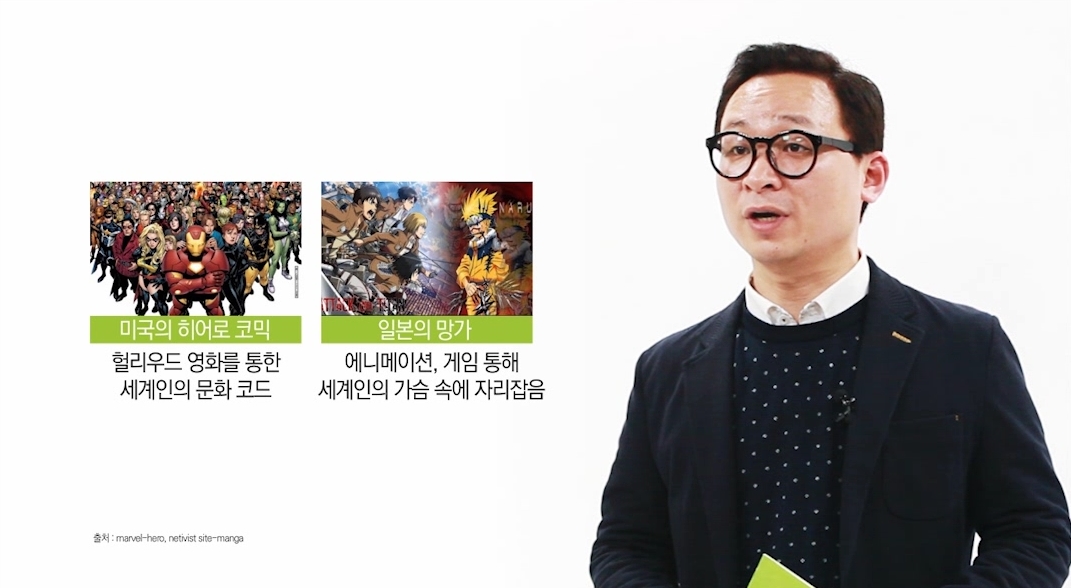 NARU
미국의 히어로 코믹
일본의 망가
헐리우드 영화를 통한
세계인의 문화 코드
에니메이션, 게임 통해
세계인의 가슴 속에 자리잡음
출처 : marvel-hero, netivist site-manga